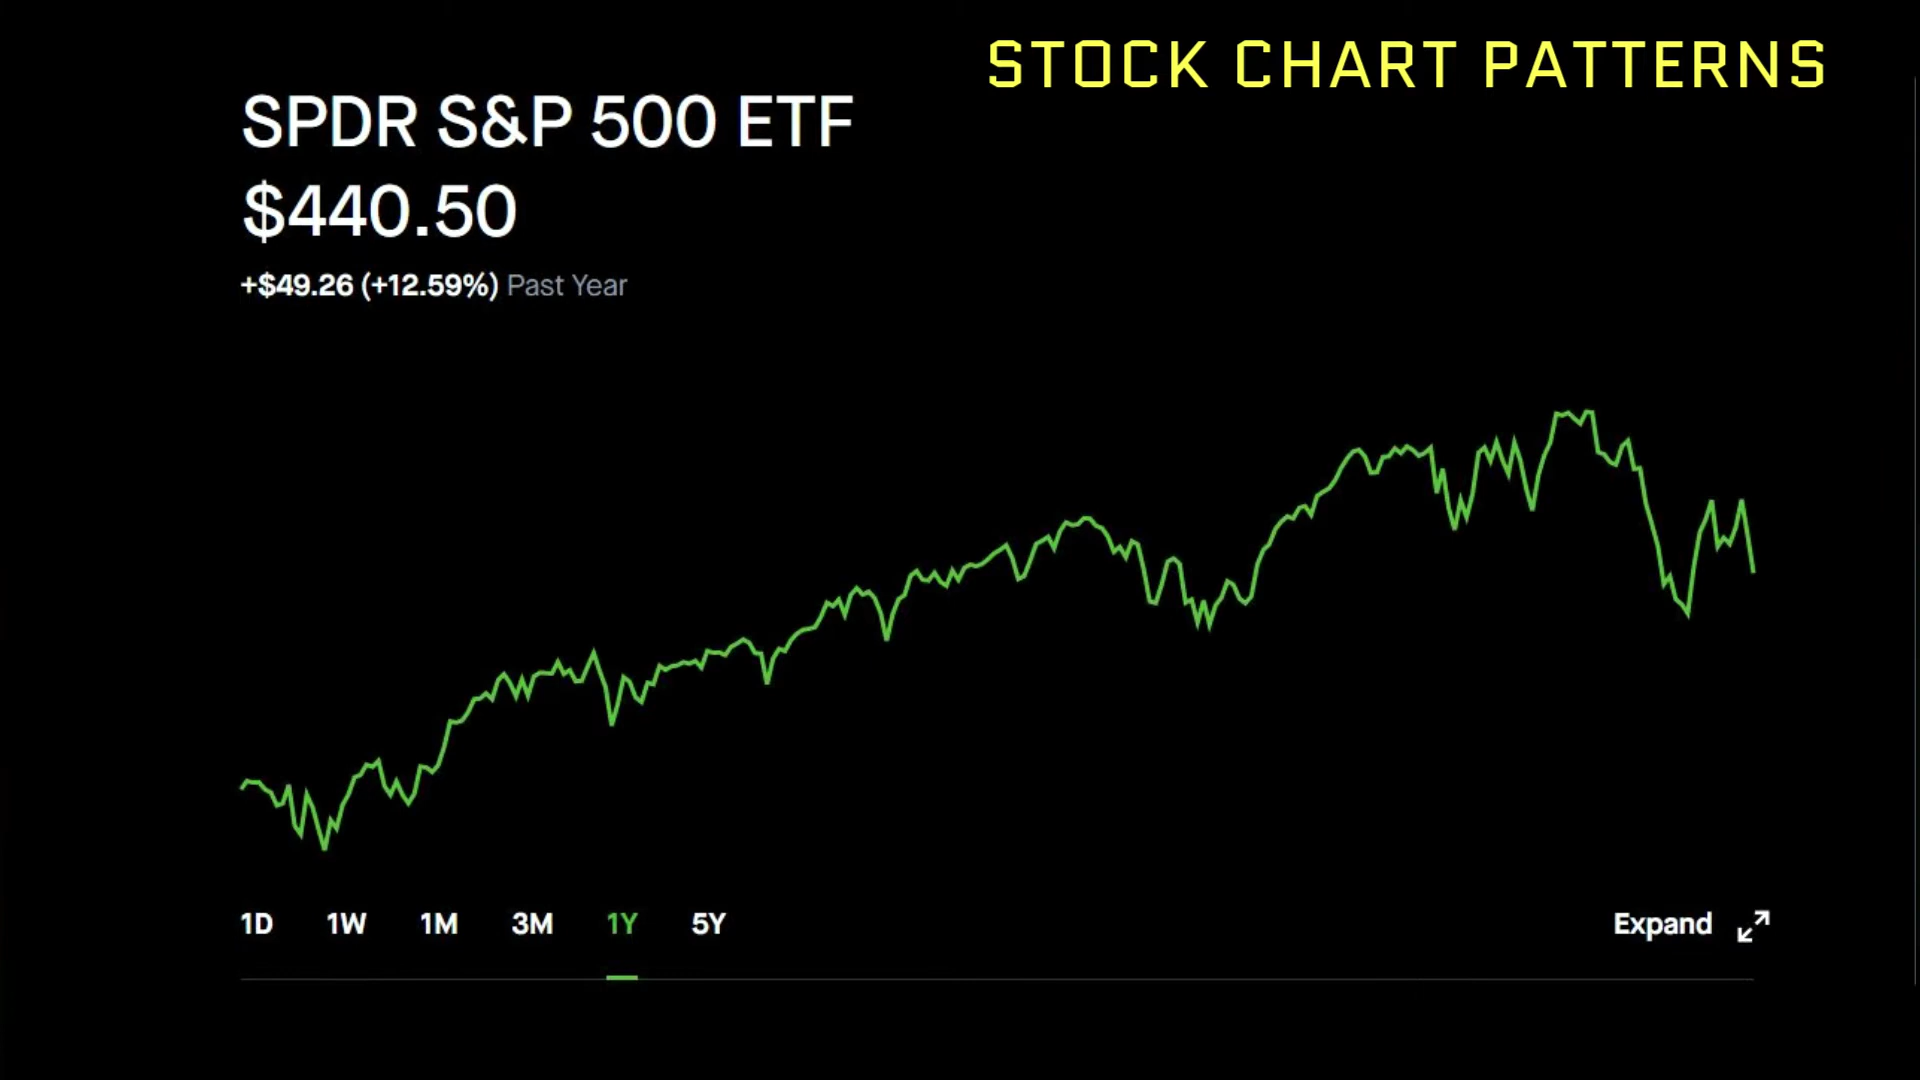 STOCK CHART PATTERNS
SPDR S&P 500 ETF
$440.50
+$49.26 (+12.59%) Past Year
1D 1W 1M 3M 1Y 5Y Expand